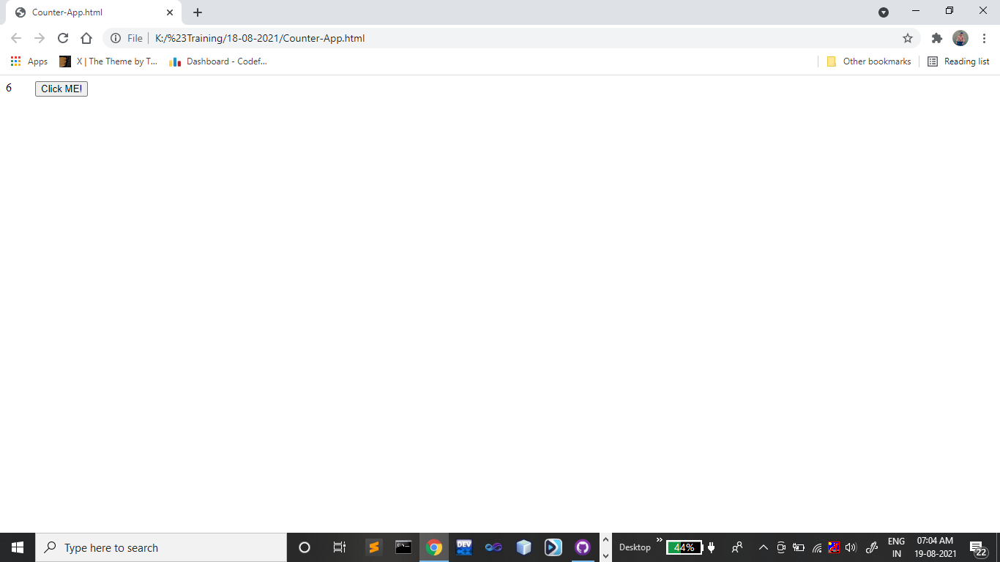 Counter-App.html
File K:/%23Training/18-08-2021/Counter-App.html
Apps X | The Theme by T... Dashboard - Codef... Other bookmarks Reading list
6 Click ME!
Type here to search DEV Desktop 44% ENG 07:04 AM
IN 19-08-2021 22